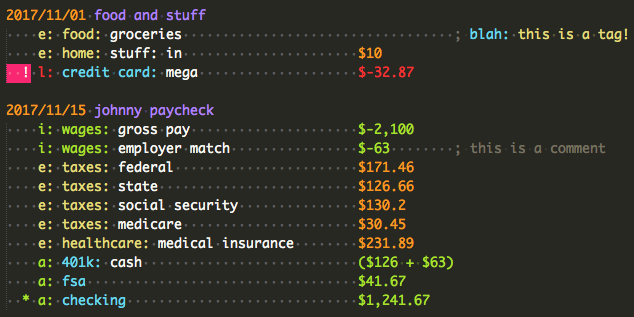 2017/11/01 food and stuff
e: food: groceries ; blah: this is a tag!
e: home: stuff: in $10
! l: credit card: mega $-32.87
2017/11/15 johnny paycheck
i: wages: gross pay $-2,100
i: wages: employer match $-63 ; this is a comment
e: taxes: federal $171.46
e: taxes: state $126.66
e: taxes: social security $130.2
e: taxes: medicare $30.45
e: healthcare: medical insurance $231.89
a: 401k: cash ($126 + $63)
a: fsa $41.67
* a: checking $1,241.67